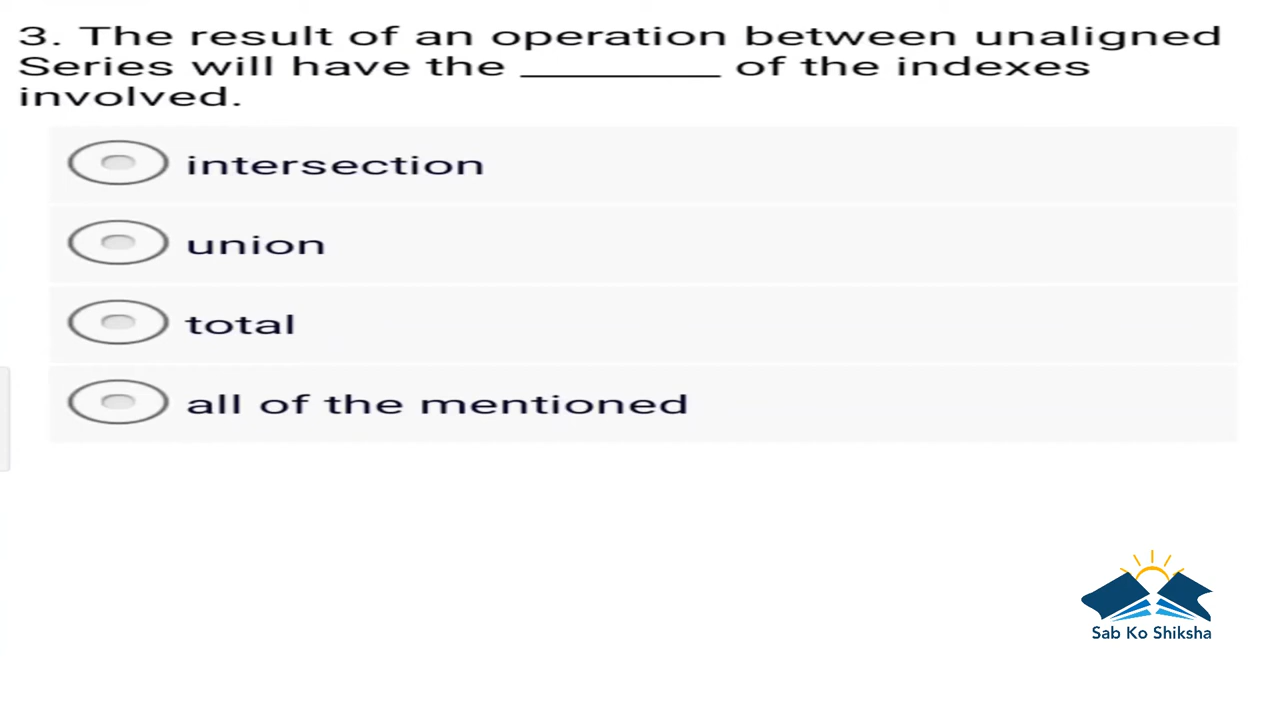 3. The result of an operation between unaligned
Series will have the ________ of the indexes
involved.
intersection
union
total
all of the mentioned
Sab Ko Shiksha